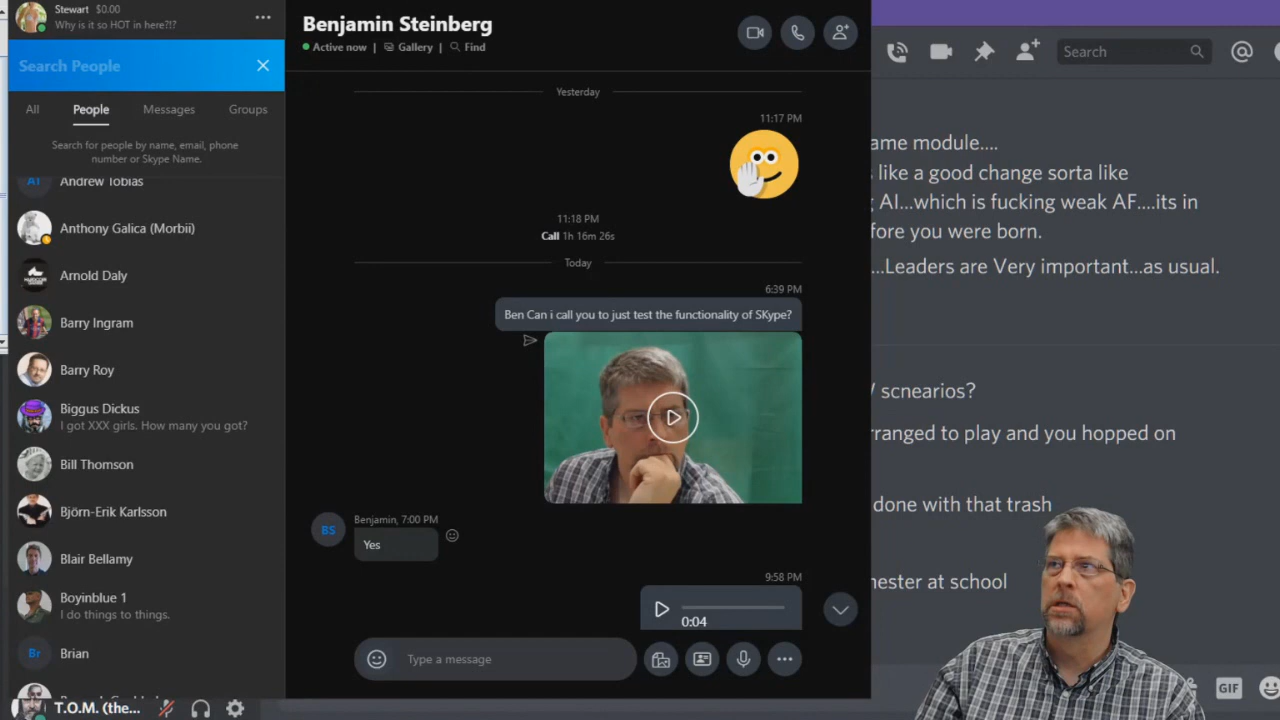 Stewart $0.00
Why is it so HOT in here?!?
Search People
All People Messages Groups
Search for people by name, email, phone
number or Skype Name.
AT Andrew Tobias
Anthony Galica (Morbii)
Arnold Daly
Barry Ingram
Barry Roy
Biggus Dickus
I got XXX girls. How many you got?
Bill Thomson
Björn-Erik Karlsson
Blair Bellamy
Boyinblue 1
I do things to things.
Br Brian
T.O.M. (the...
Benjamin Steinberg
Active now | Gallery | Find
Yesterday
11:17 PM
11:18 PM
Call 1h 16m 26s
Today
6:39 PM
Ben Can i call you to just test the functionality of SKype?
Benjamin, 7:00 PM
BS
Yes
9:58 PM
0:04
Type a message
Search
ame module....
like a good change sorta like
AI...which is fucking weak AF....its in
fore you were born.
...Leaders are Very important...as usual.
scnearios?
rranged to play and you hopped on
done with that trash
nester at school
GIF